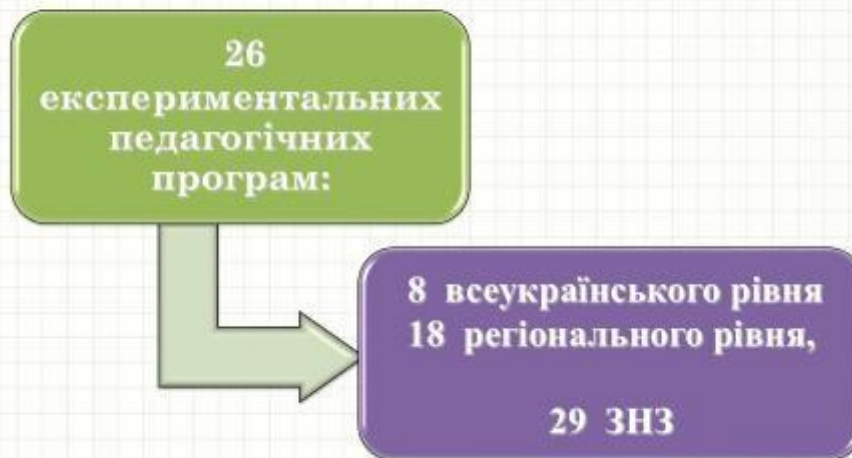 26
експериментальних
педагогічних
програм:
8 всеукраїнського рівня
18 регіонального рівня,
29 ЗНЗ